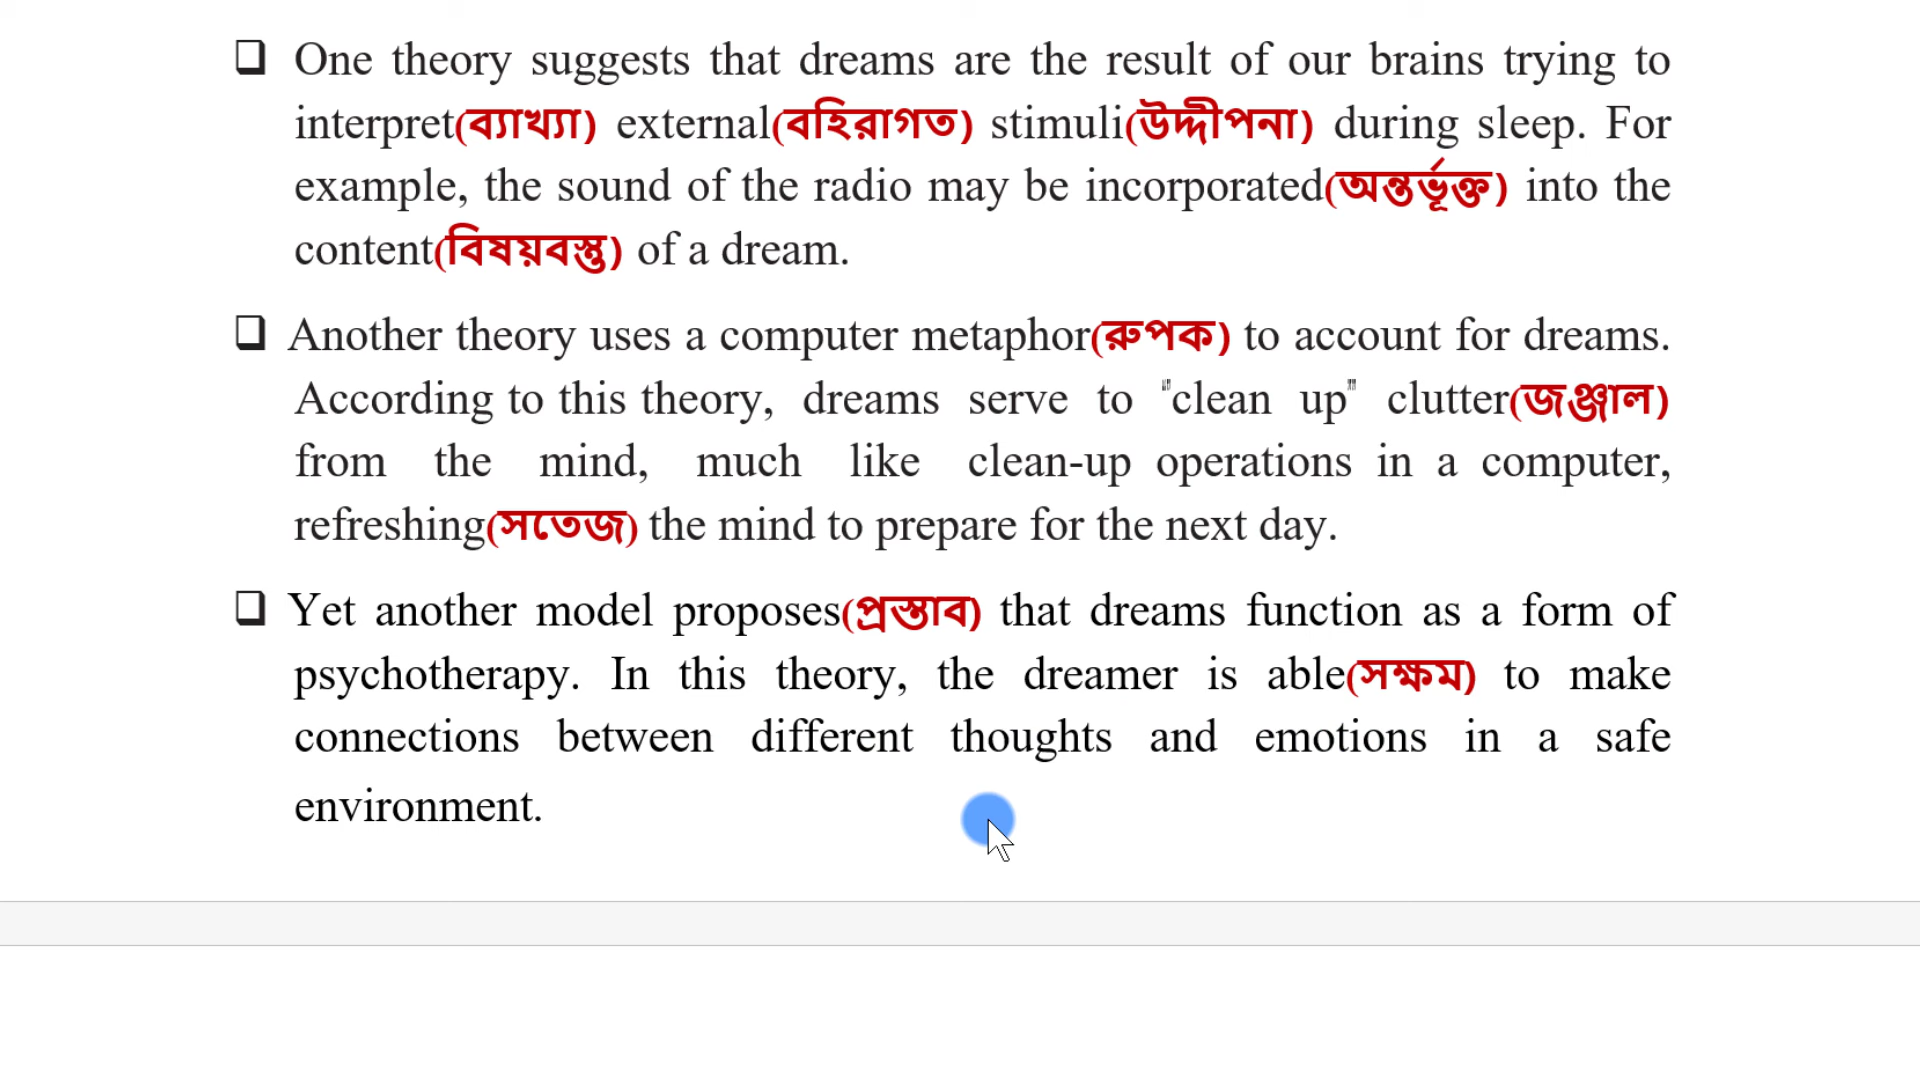 ❑ One theory suggests that dreams are the result of our brains trying to
interpret(ব্যাখ্যা) external(বহিরাগত) stimuli(উদ্দীপনা) during sleep. For
example, the sound of the radio may be incorporated(অন্তর্ভূক্ত) into the
content(বিষয়বস্তু) of a dream.
❑ Another theory uses a computer metaphor(রুপক) to account for dreams.
According to this theory, dreams serve to "clean up" clutter(জঞ্জাল)
from the mind, much like clean-up operations in a computer,
refreshing(সতেজ) the mind to prepare for the next day.
❑ Yet another model proposes(প্রস্তাব) that dreams function as a form of
psychotherapy. In this theory, the dreamer is able(সক্ষম) to make
connections between different thoughts and emotions in a safe
environment.